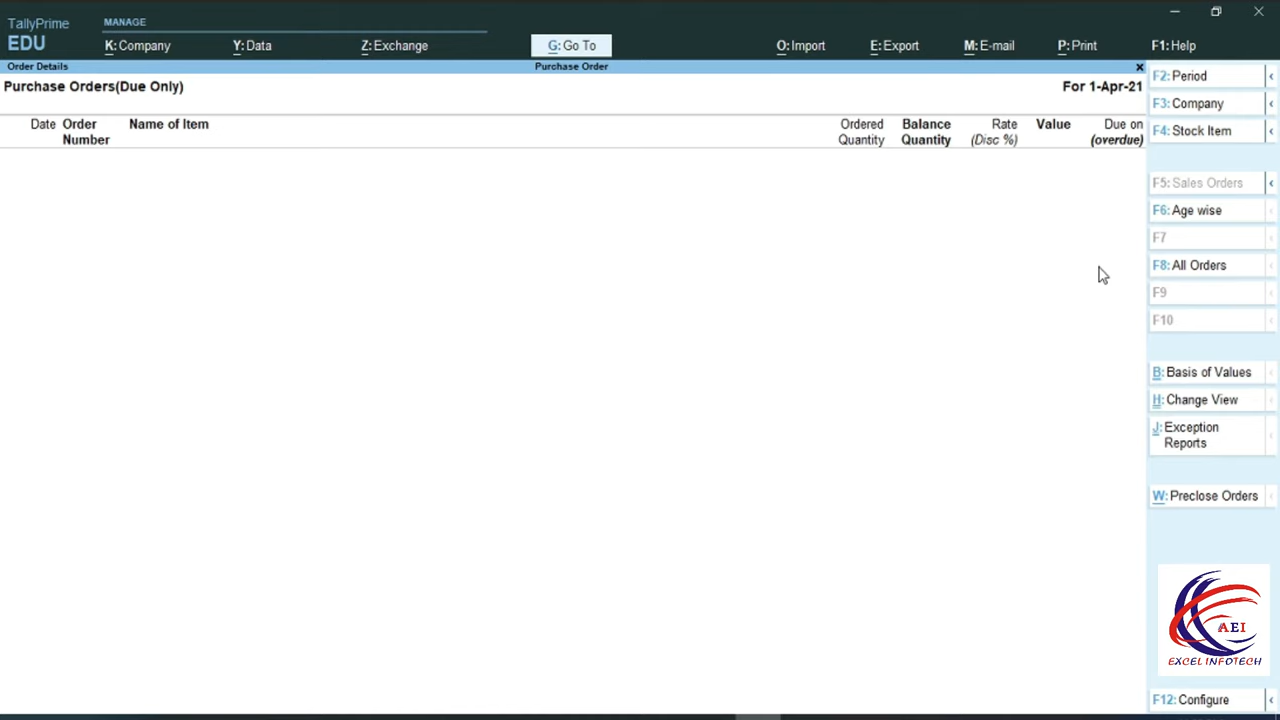 TallyPrime
EDU
MANAGE
K: Company
Y: Data
Z: Exchange
G: Go To
O: Import
E: Export
M: E-mail
P: Print
F1: Help
Order Details
Purchase Order
x
Purchase Orders(Due Only)
For 1-Apr-21
Date Order Name of Item Ordered Balance Rate Value Due on
Number Quantity Quantity (Disc %) (overdue)
F2: Period
F3: Company
F4: Stock Item
F5: Sales Orders
F6: Age wise
F7
F8: All Orders
F9
F10
B: Basis of Values
H: Change View
J: Exception
Reports
W: Preclose Orders
AEI
EXCEL INFOTECH
F12: Configure